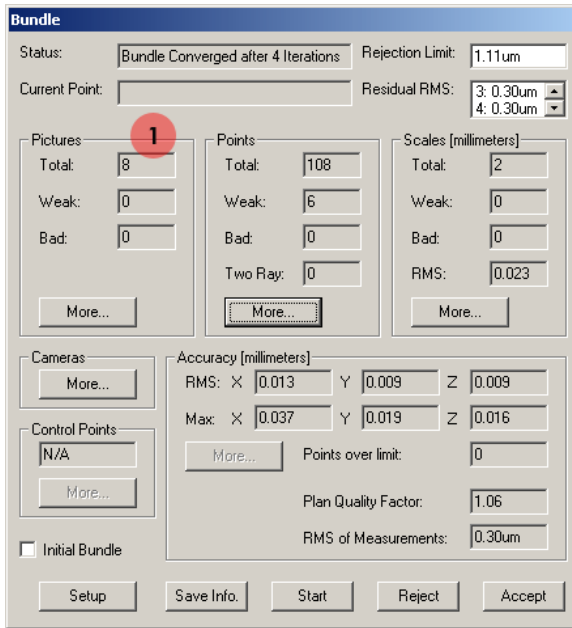 Bundle
Status: Bundle Converged after 4 Iterations Rejection Limit: 1.11um
Current Point: Residual RMS: 3: 0.30um
4: 0.30um
Pictures 1 Points Scales [millimeters]
Total: 8 Total: 108 Total: 2
Weak: 0 Weak: 6 Weak: 0
Bad: 0 Bad: 0 Bad: 0
Two Ray: 0 RMS: 0.023
More... More... More...
Cameras Accuracy [millimeters]
More... RMS: X 0.013 Y 0.009 Z 0.009
Max: X 0.037 Y 0.019 Z 0.016
Control Points
N/A More... Points over limit: 0
More... Plan Quality Factor: 1.06
RMS of Measurements: 0.30um
Initial Bundle
Setup Save Info. Start Reject Accept